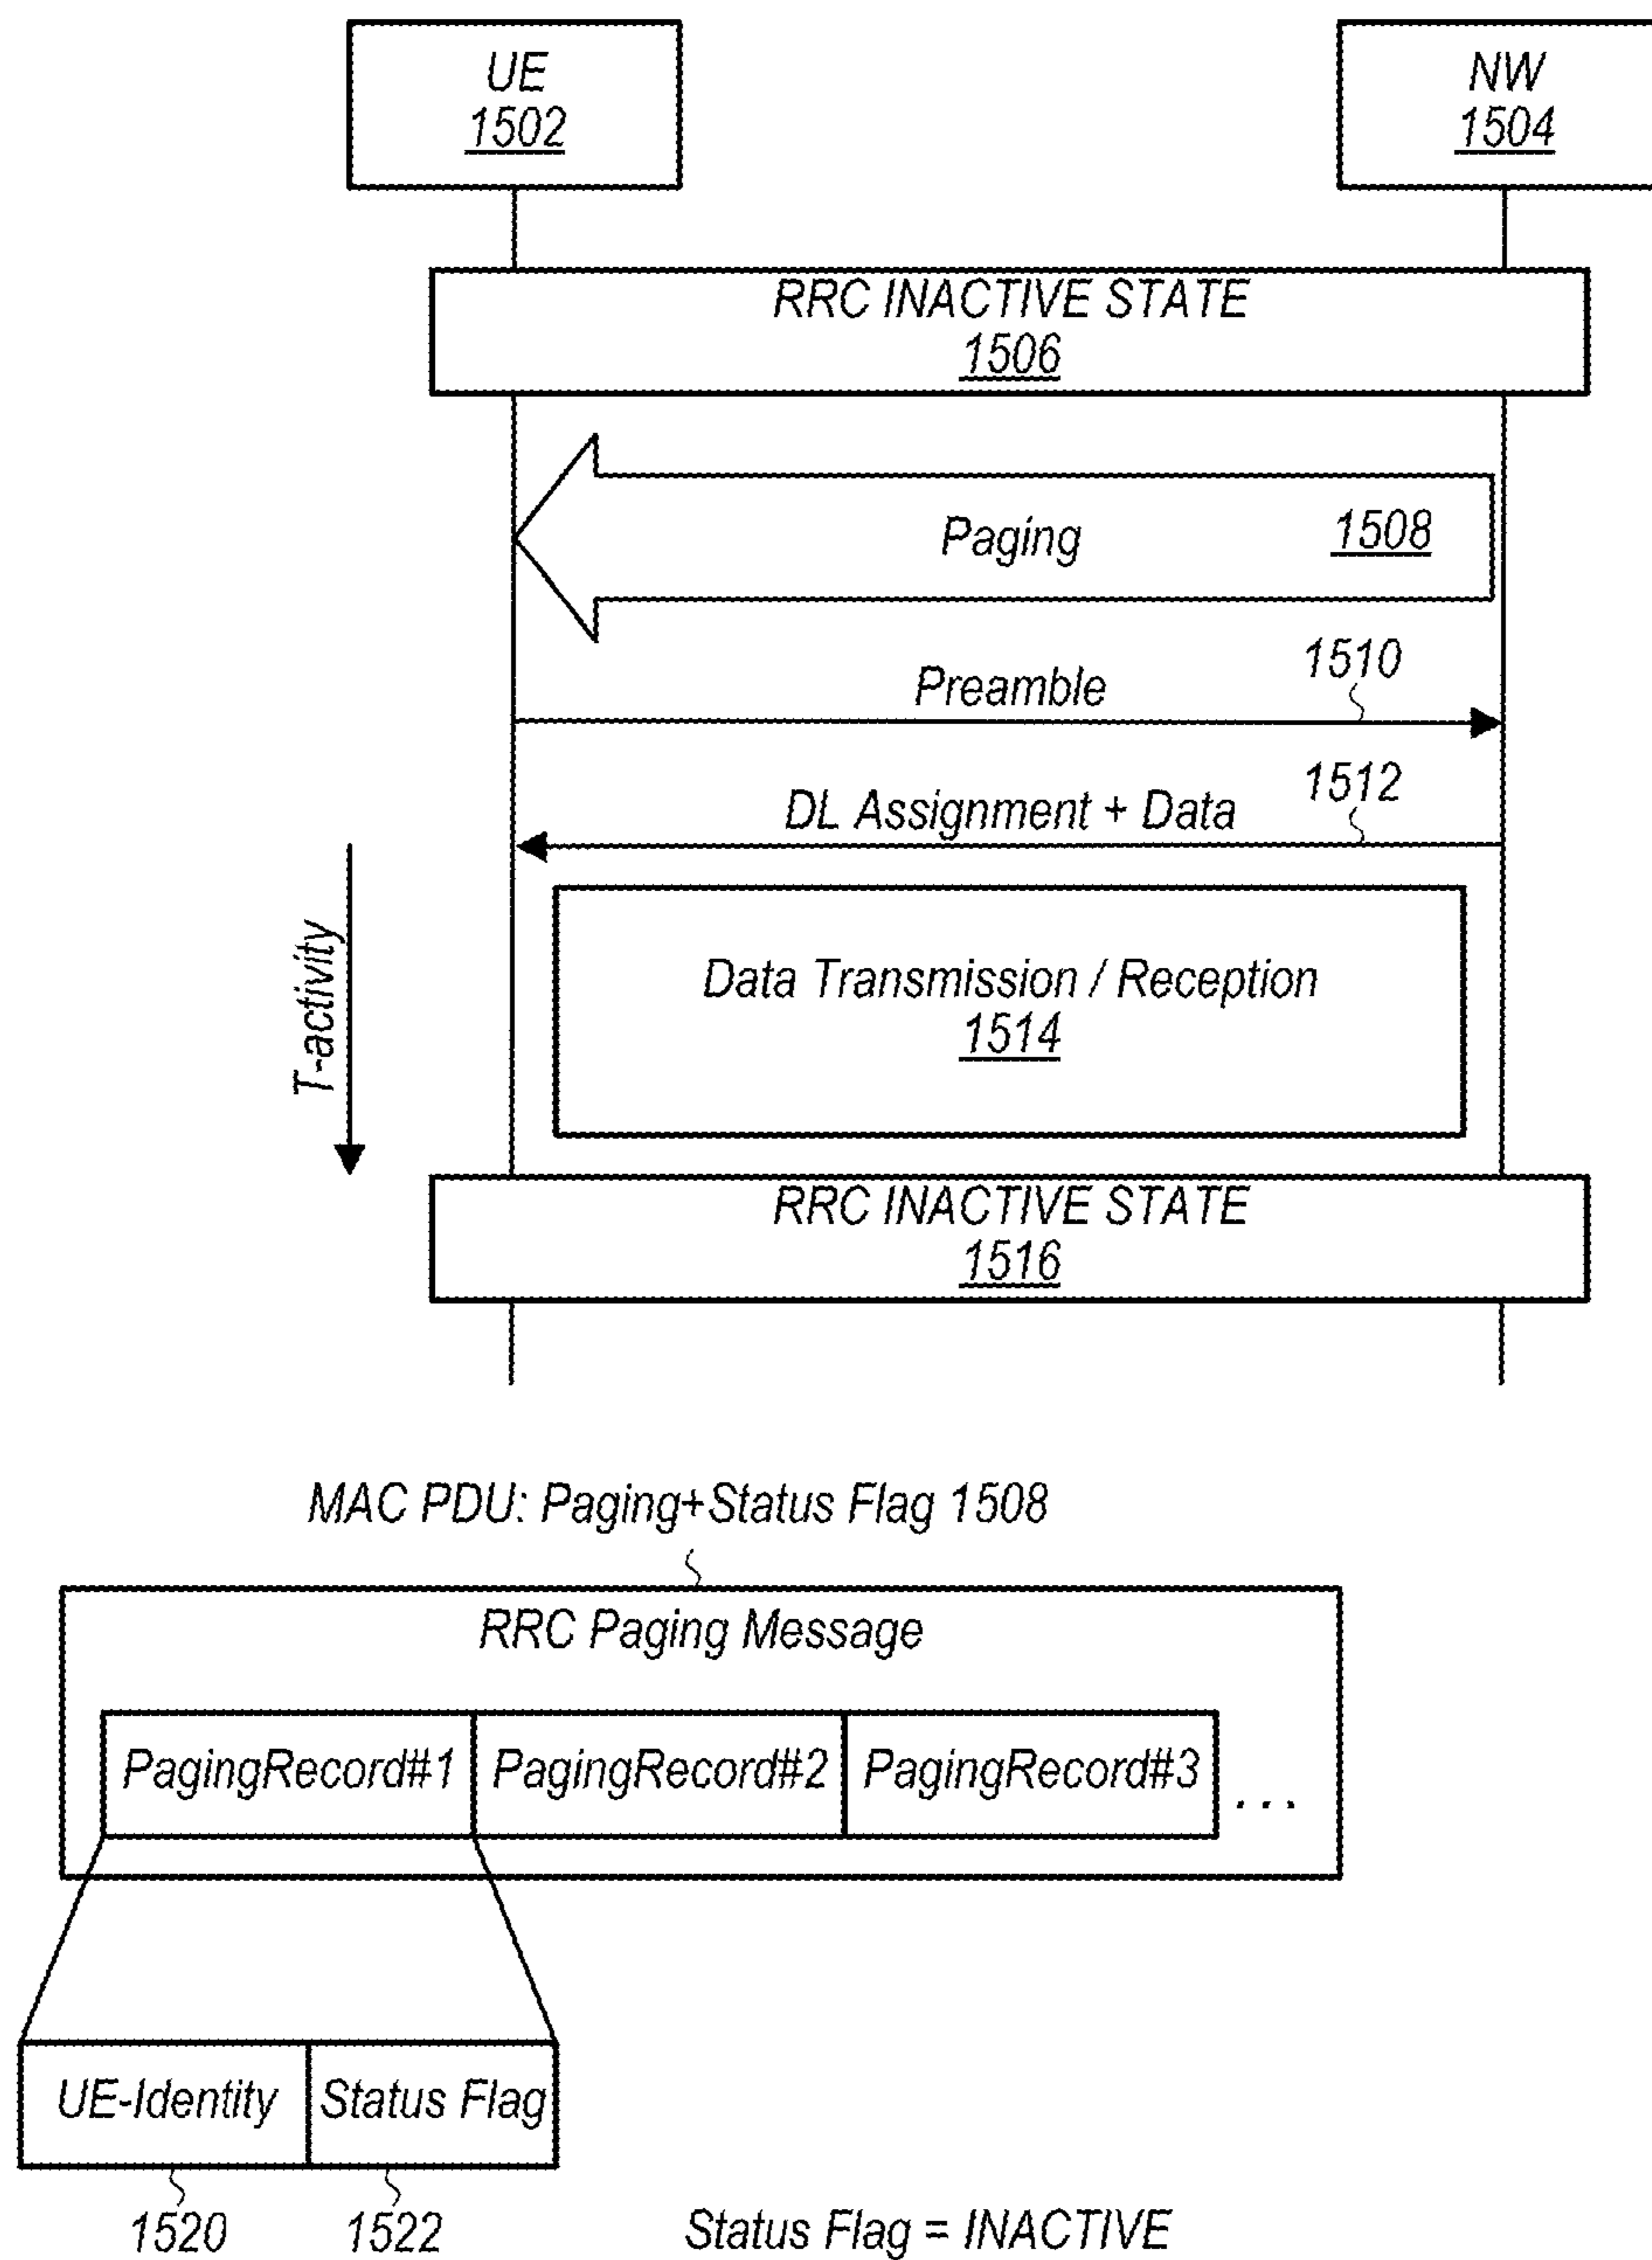 UE
1502
NW
1504
RRC INACTIVE STATE
1506
Paging 1508
1510
Preamble
1512
DL Assignment + Data
T-activity
Data Transmission / Reception
1514
RRC INACTIVE STATE
1516
MAC PDU: Paging+Status Flag 1508
RRC Paging Message
PagingRecord#1 PagingRecord#2 PagingRecord#3 ...
UE-Identity Status Flag
1520 1522 Status Flag = INACTIVE